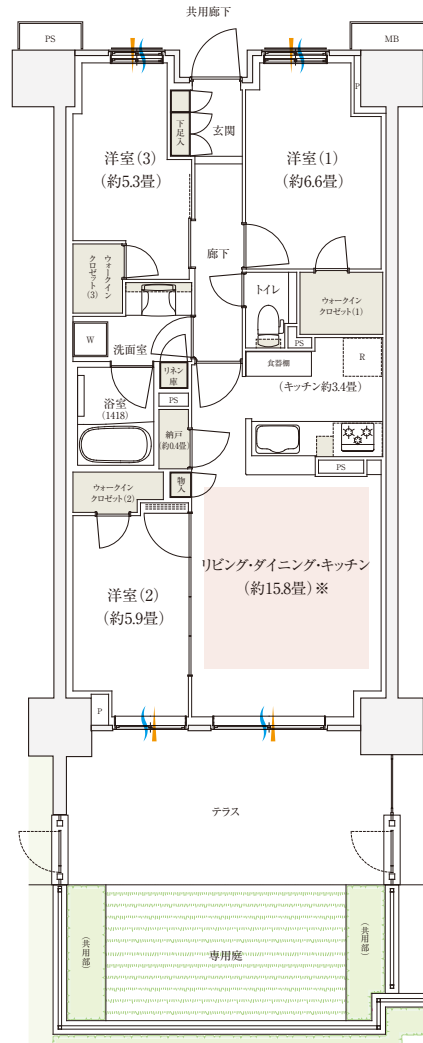 共用廊下
PS
MB
P
下足入
玄関
洋室(3)
(約5.3畳)
洋室(1)
(約6.6畳)
廊下
ウォークイン
クロゼット
(3)
トイレ
ウォークイン
クロゼット(1)
W
洗面室
PS
食器棚
R
リネン
庫
(キッチン約3.4畳)
浴室
(1418)
PS
納戸
(約0.4畳)
PS
ウォークイン
クロゼット(2)
物入
リビング・ダイニング・キッチン
(約15.8畳)※
洋室(2)
(約5.9畳)
P
テラス
(共用部)
専用庭
(共用部)